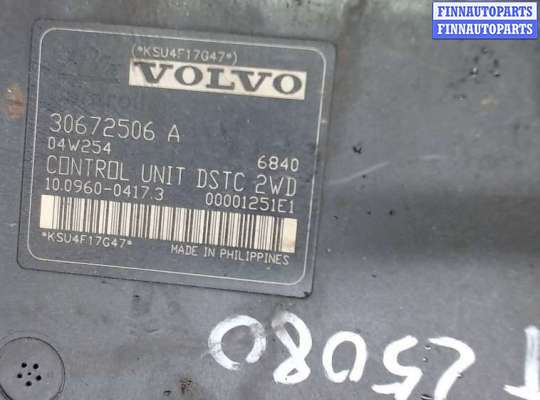 FINNAUTOPARTS
FINNAUTOPARTS
(*KSU4F17G47*)
VOLVO
30672506 A
04W254 6840
CONTROL UNIT DSTC 2WD
10.0960-0417.3 00001251E1
*KSU4F17G47* MADE IN PHILIPPINES
T25080